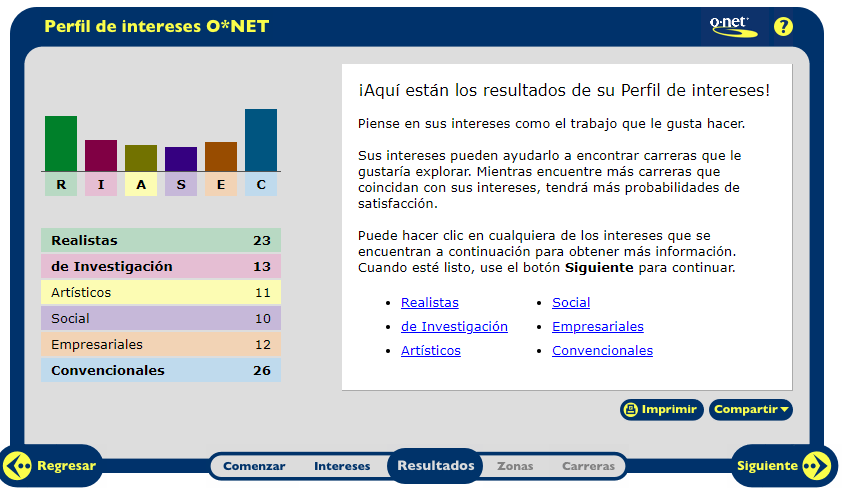 Perfil de intereses O*NET
o·net
?
¡Aquí están los resultados de su Perfil de intereses!
Piense en sus intereses como el trabajo que le gusta hacer.
Sus intereses pueden ayudarlo a encontrar carreras que le
gustaría explorar. Mientras encuentre más carreras que
coincidan con sus intereses, tendrá más probabilidades de
satisfacción.
Puede hacer clic en cualquiera de los intereses que se
encuentran a continuación para obtener más información.
Cuando esté listo, use el botón Siguiente para continuar.
• Realistas • Social
• de Investigación • Empresariales
• Artísticos • Convencionales
R I A S E C
Realistas 23
de Investigación 13
Artísticos 11
Social 10
Empresariales 12
Convencionales 26
Imprimir Compartir
Regresar Comenzar Intereses Resultados Zonas Carreras Siguiente